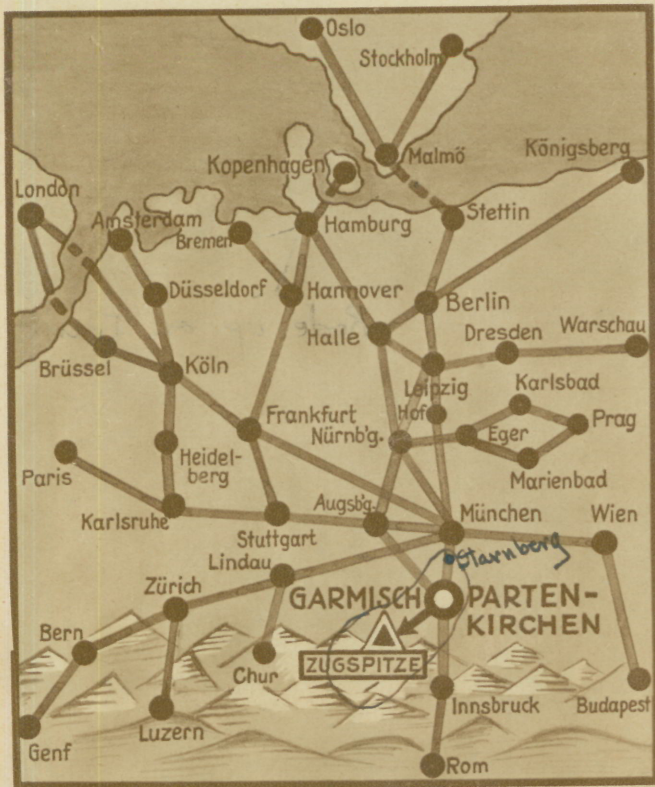 Oslo
Stockholm
Kopenhagen
Malmö
Königsberg
London
Amsterdam
Bremen
Hamburg
Stettin
Düsseldorf
Hannover
Berlin
Halle
Dresden
Warschau
Brüssel
Köln
Leipzig
Frankfurt
Hof
Karlsbad
Nürnb'g.
Eger
Prag
Paris
Heidel-
berg
Marienbad
Karlsruhe
Augsb'g.
München
Wien
Stuttgart
Lindau
Starnberg
Zürich
GARMISCH
PARTEN-
KIRCHEN
Bern
Chur
ZUGSPITZE
Innsbruck
Budapest
Genf
Luzern
Rom